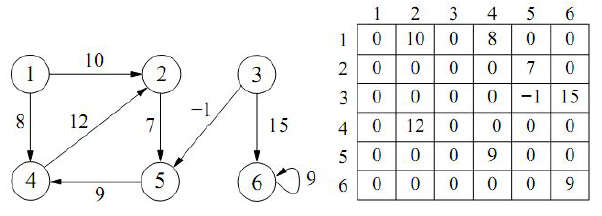 10
1 2 3
8 12 7 −1 15
4 5 6 9
9
1 2 3 4 5 6
1 0 10 0 8 0 0
2 0 0 0 0 7 0
3 0 0 0 0 −1 15
4 0 12 0 0 0 0
5 0 0 0 9 0 0
6 0 0 0 0 0 9